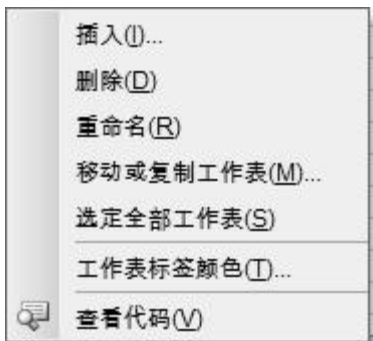 插入(I)...
删除(D)
重命名(R)
移动或复制工作表(M)...
选定全部工作表(S)
工作表标签颜色(T)...
查看代码(V)